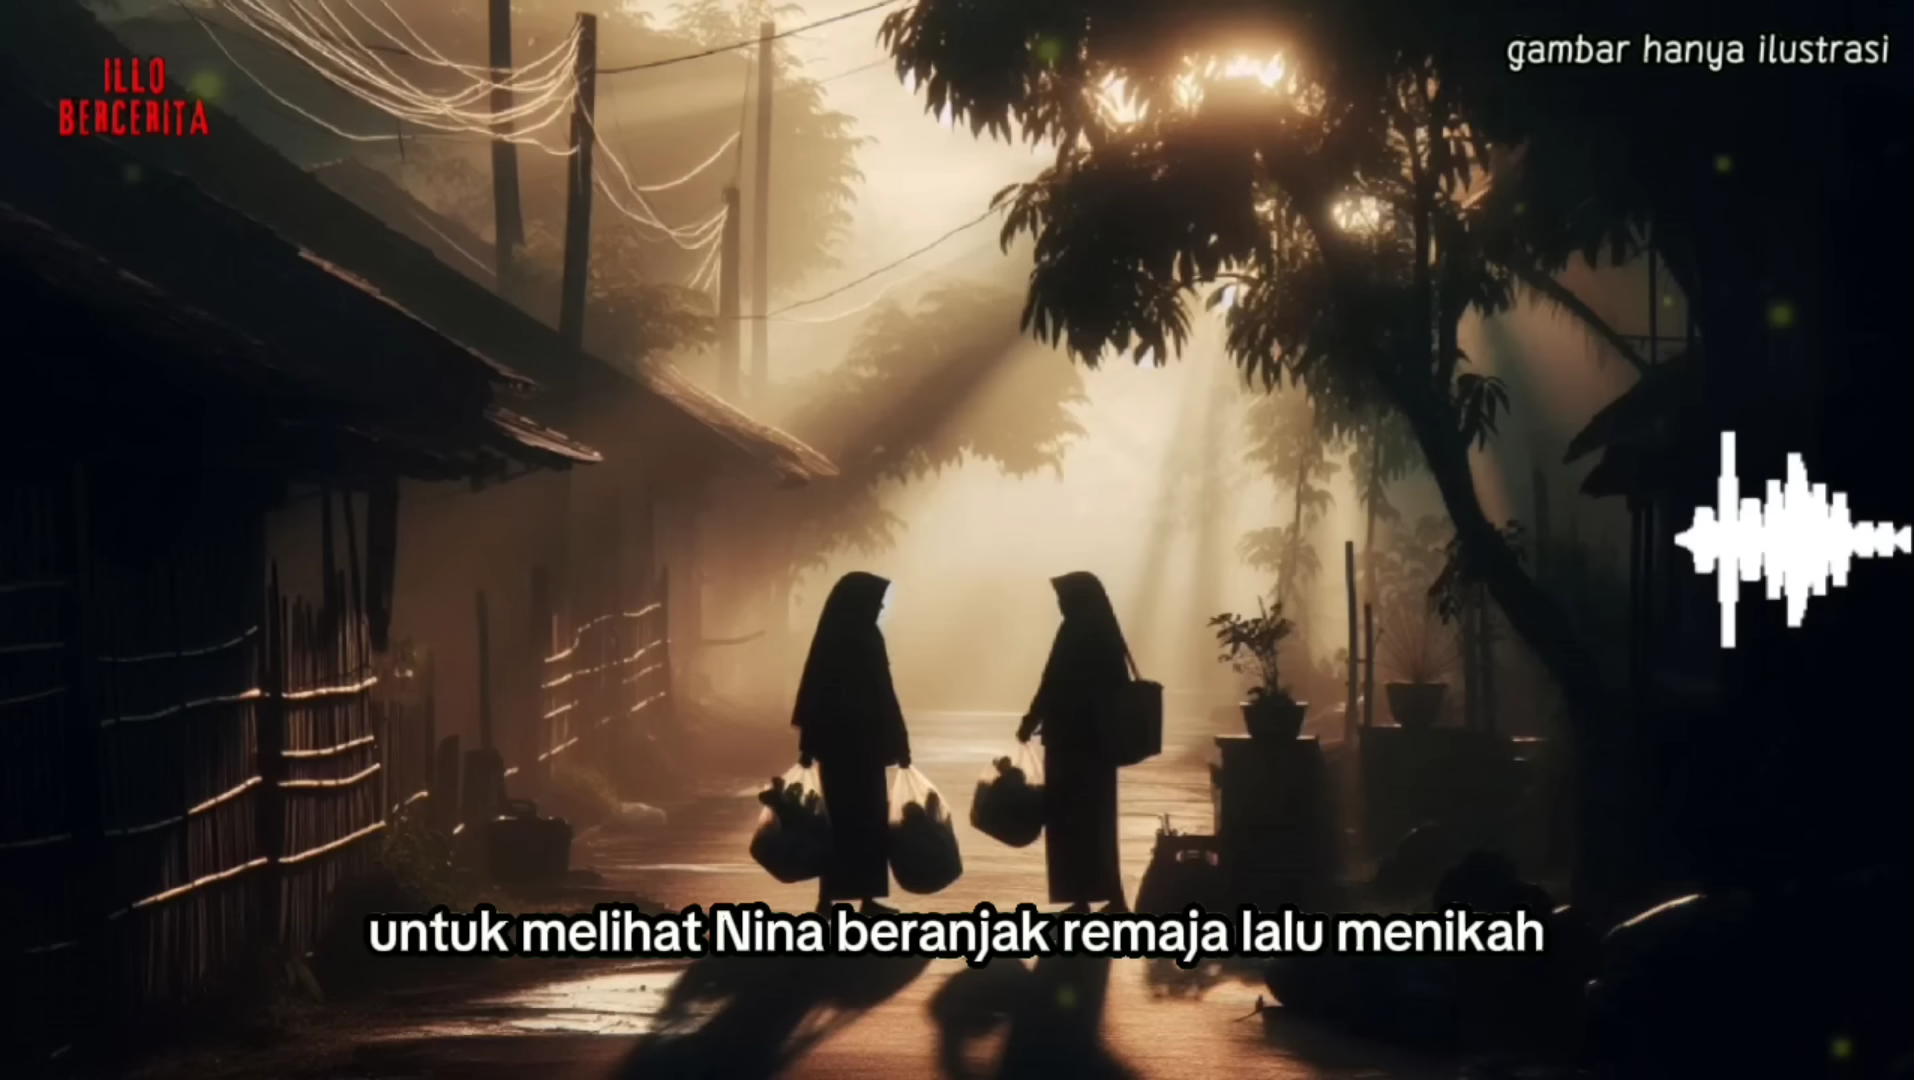 ILLO
BERCERITA
gambar hanya ilustrasi
untuk melihat Nina beranjak remaja lalu menikah